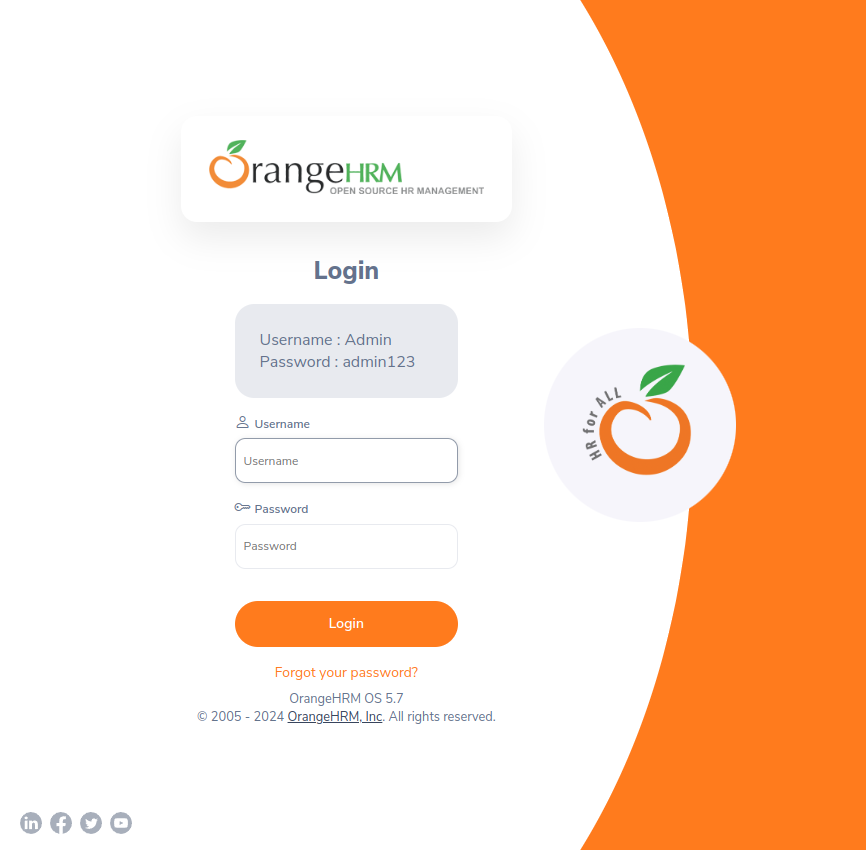 OrangeHRM
OPEN SOURCE HR MANAGEMENT
Login
Username : Admin
Password : admin123
Username
Username
Password
Password
HR for ALL
Login
Forgot your password?
OrangeHRM OS 5.7
© 2005 - 2024 OrangeHRM, Inc. All rights reserved.